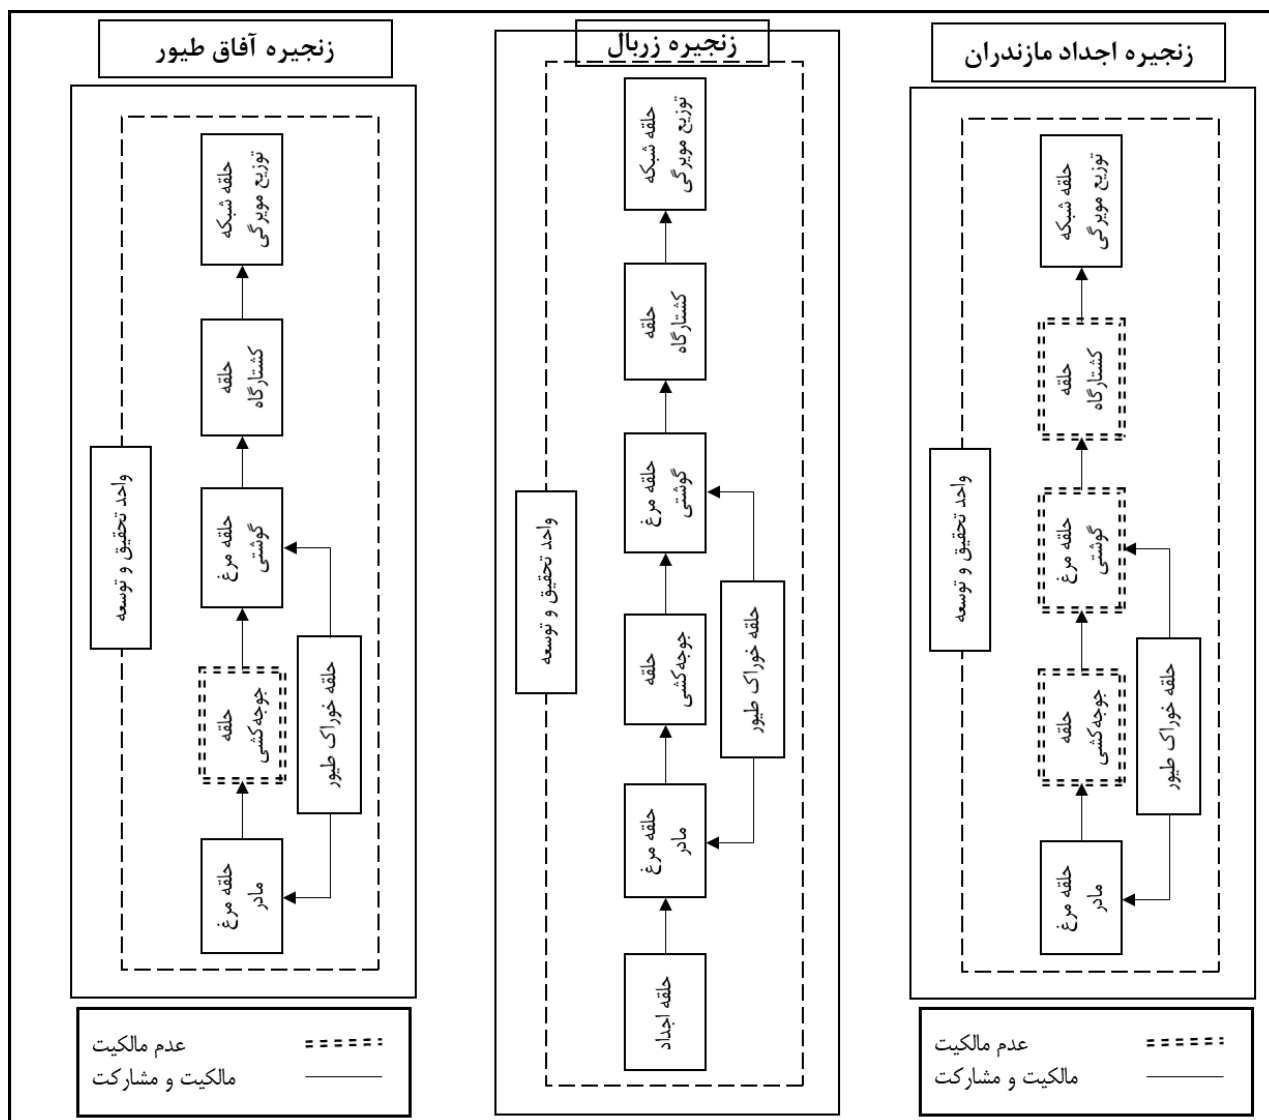 زنجیره اجداد مازندران
حلقه شبکه
توزیع مویرگی
حلقه
کشتارگاه
حلقه مرغ
گوشتی
حلقه
جوجه‌کشی
حلقه مرغ
مادر
حلقه خوراک طیور
واحد تحقیق و توسعه
عدم مالکیت
مالکیت و مشارکت
زنجیره زربال
حلقه شبکه
توزیع مویرگی
حلقه
کشتارگاه
حلقه مرغ
گوشتی
حلقه
جوجه‌کشی
حلقه مرغ
مادر
حلقه اجداد
حلقه خوراک طیور
واحد تحقیق و توسعه
زنجیره آفاق طیور
حلقه شبکه
توزیع مویرگی
حلقه
کشتارگاه
حلقه مرغ
گوشتی
حلقه
جوجه‌کشی
حلقه مرغ
مادر
حلقه خوراک طیور
واحد تحقیق و توسعه
عدم مالکیت
مالکیت و مشارکت